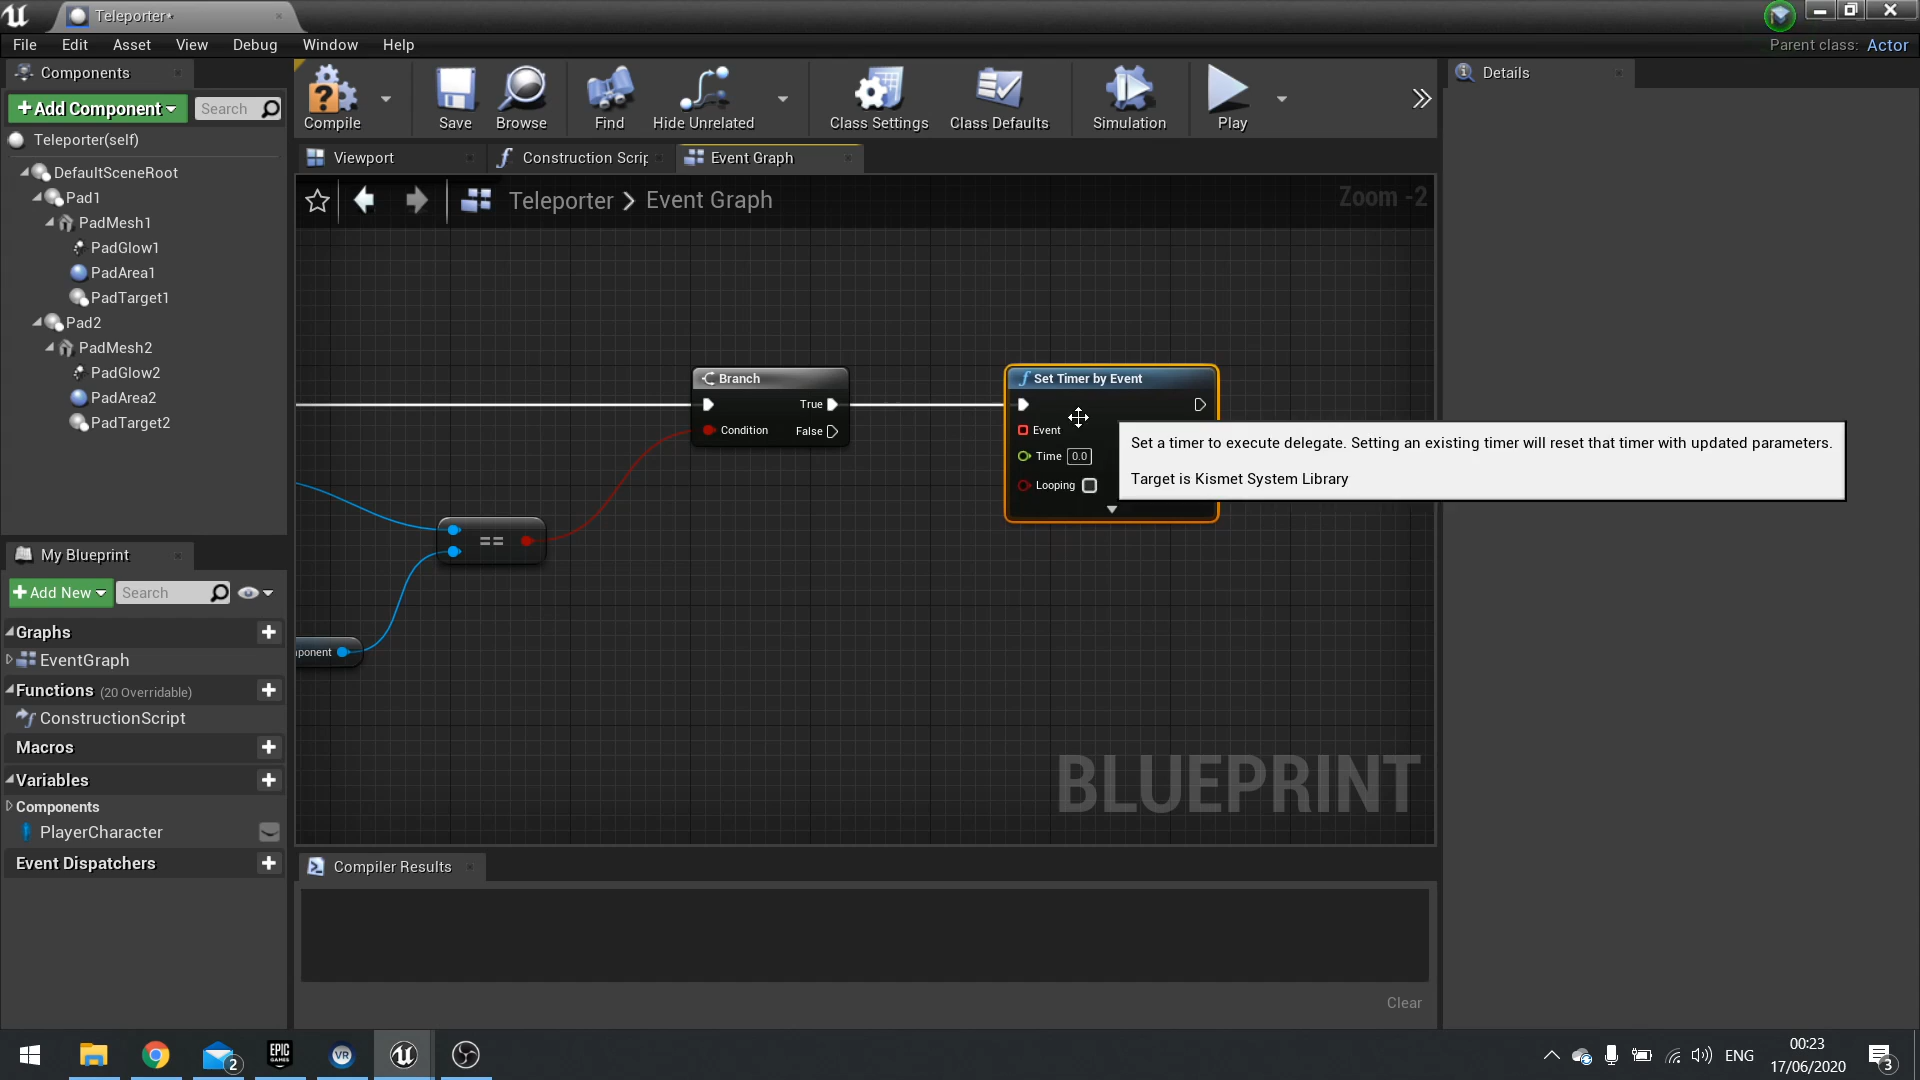 Teleporter*
File Edit Asset View Debug Window Help
Parent class: Actor
Components
+Add Component
Search
Teleporter(self)
DefaultSceneRoot
Pad1
PadMesh1
PadGlow1
PadArea1
PadTarget1
Pad2
PadMesh2
PadGlow2
PadArea2
PadTarget2
My Blueprint
+Add New
Search
Graphs
EventGraph
Functions (20 Overridable)
ConstructionScript
Macros
Variables
Components
PlayerCharacter
Event Dispatchers
Compile
Save
Browse
Find
Hide Unrelated
Class Settings
Class Defaults
Simulation
Play
Viewport
Construction Scrip
Event Graph
Teleporter > Event Graph
Zoom -2
Branch
True
Condition
False
==
ponent
Set Timer by Event
Event
Time 0.0
Looping
Set a timer to execute delegate. Setting an existing timer will reset that timer with updated parameters.
Target is Kismet System Library
BLUEPRINT
Compiler Results
Clear
Details
2
EPIC
GAMES
VR
ENG
00:23
17/06/2020
3